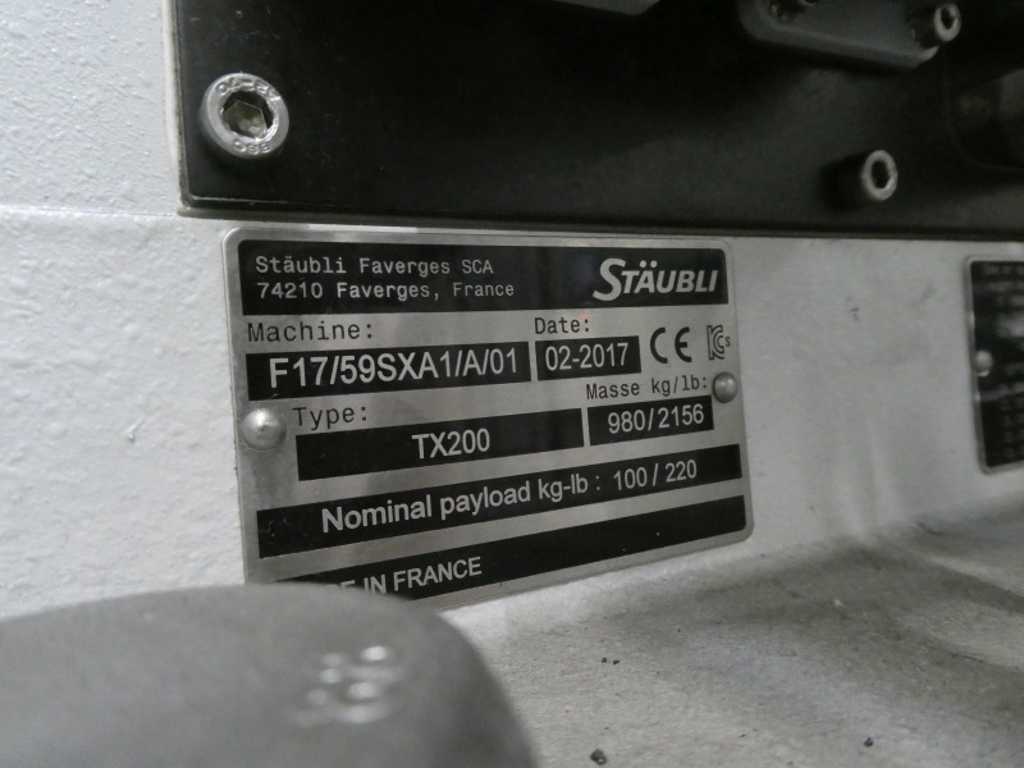 Stäubli Faverges SCA
74210 Faverges, France
STÄUBLI
Machine:
F17/59SXA1/A/01
Date:
02-2017
CE
Type:
TX200
Masse kg/lb:
980/2156
Nominal payload kg-lb : 100 / 220
IN FRANCE